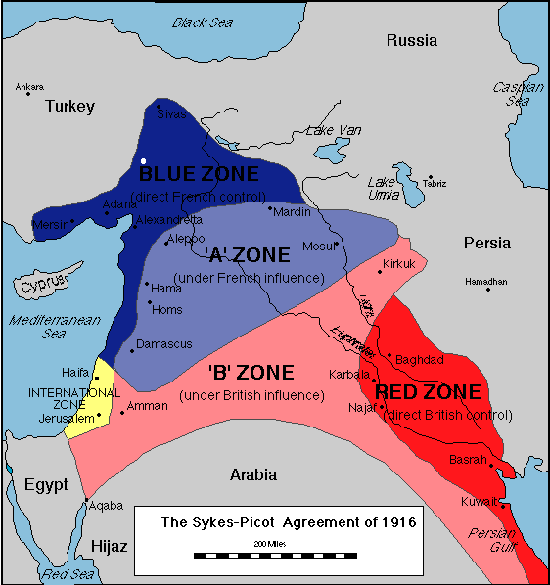 Black Sea
Russia
Ankara
Turkey
Sivas
Caspian
Sea
Lake Van
BLUE ZONE
(direct French control)
Lake
Urmia
Tabriz
Adana
Mersin
Alexandretta
Mardin
Aleppo
'A' ZONE
Mosul
Persia
(under French influence)
Kirkuk
Cyprus
Hama
Homs
Hamadhan
Mediterranean
Sea
Tigris
Euphrates
Damascus
Baghdad
Haifa
'B' ZONE
Karbala
INTERNATIONAL
ZONE
(under British influence)
RED ZONE
Jerusalem
Amman
Najaf
(direct British control)
Basrah
Egypt
Arabia
Aqaba
Kuwait
The Sykes-Picot Agreement of 1916
200 Miles
Persian
Gulf
Hijaz
Red Sea